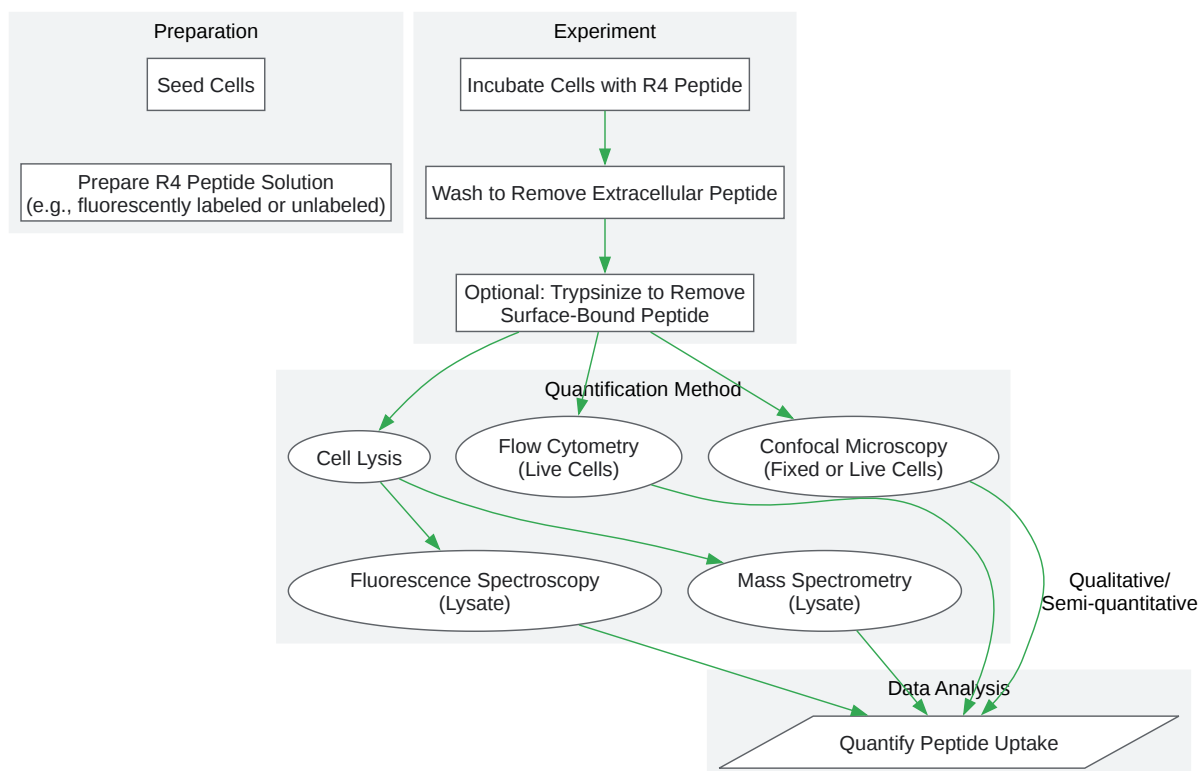 Preparation
Seed Cells
Prepare R4 Peptide Solution
(e.g., fluorescently labeled or unlabeled)
Experiment
Incubate Cells with R4 Peptide
Wash to Remove Extracellular Peptide
Optional: Trypsinize to Remove
Surface-Bound Peptide
Quantification Method
Cell Lysis
Flow Cytometry
(Live Cells)
Confocal Microscopy
(Fixed or Live Cells)
Fluorescence Spectroscopy
(Lysate)
Mass Spectrometry
(Lysate)
Qualitative/
Semi-quantitative
Data Analysis
Quantify Peptide Uptake